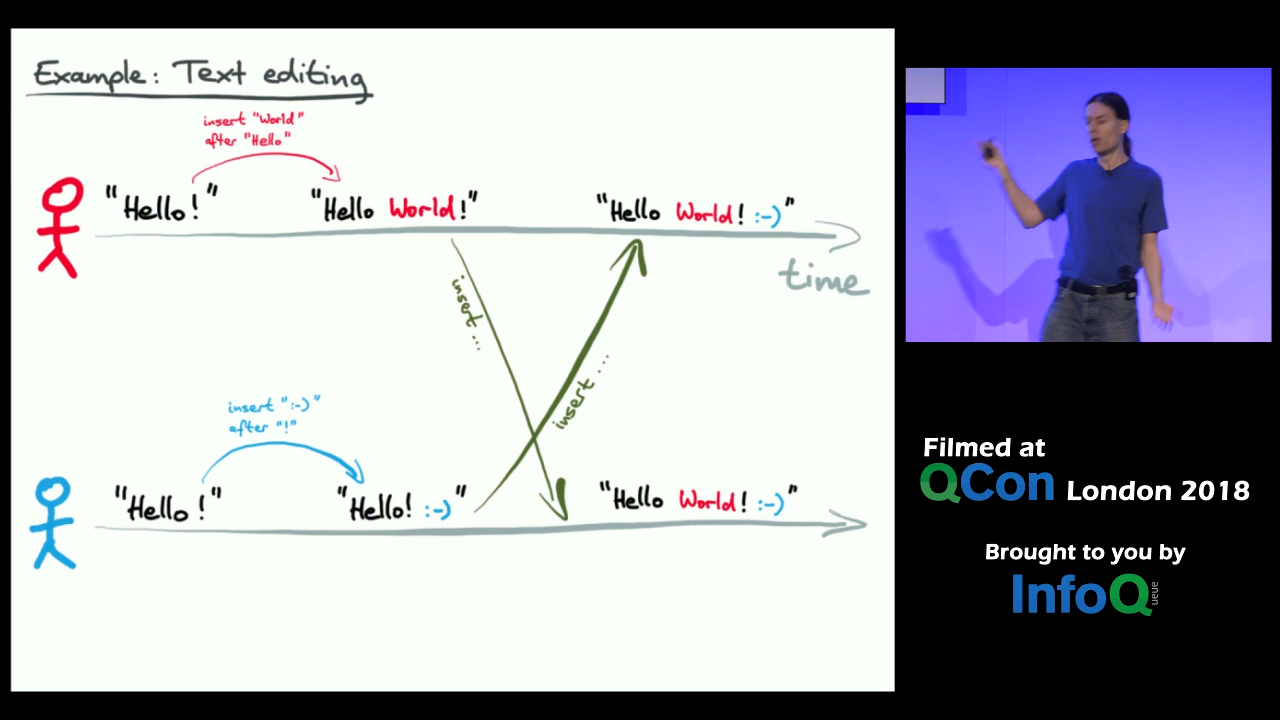 Example: Text editing
insert "World"
after "Hello"
"Hello!"
"Hello World!"
"Hello World! :-)"
time
insert ...
insert ...
insert ":-)"
after "!"
"Hello!"
"Hello! :-)"
"Hello World! :-)"
Filmed at
QCon London 2018
Brought to you by
InfoQ
ueue